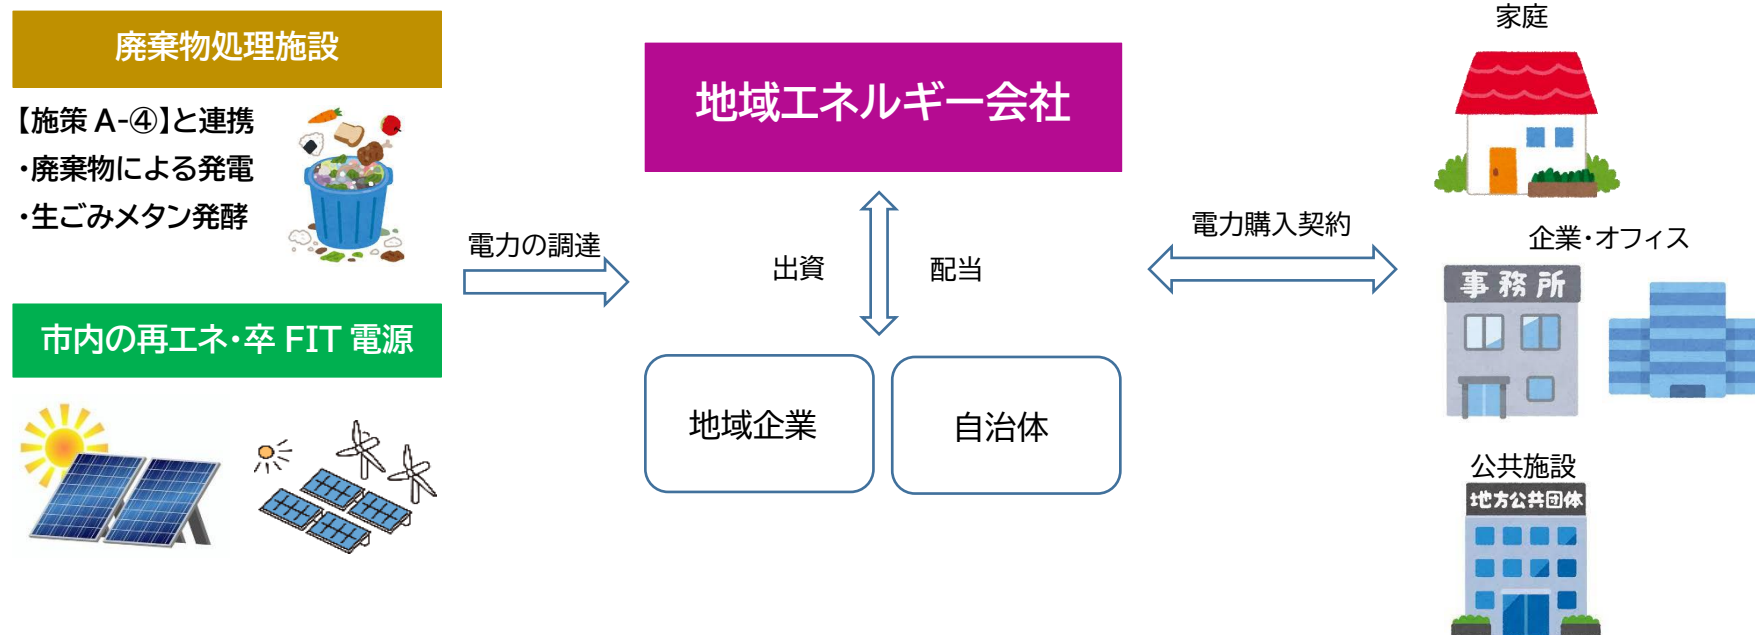 廃棄物処理施設
【施策 A-④】と連携
・廃棄物による発電
・生ごみメタン発酵
市内の再エネ・卒 FIT 電源
電力の調達
地域エネルギー会社
出資
配当
地域企業
自治体
電力購入契約
家庭
企業・オフィス
事務所
公共施設
地方公共団体